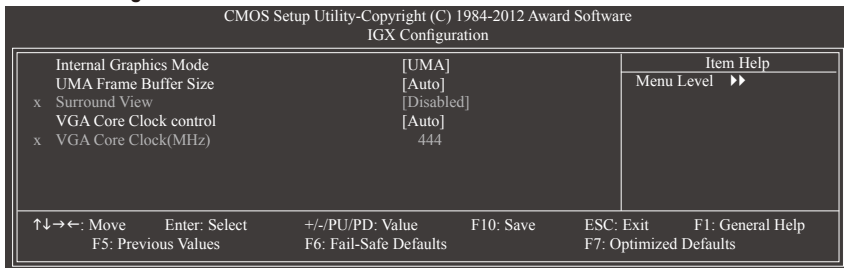 CMOS Setup Utility-Copyright (C) 1984-2012 Award Software
IGX Configuration
Internal Graphics Mode [UMA]
UMA Frame Buffer Size [Auto]
x Surround View [Disabled]
VGA Core Clock control [Auto]
x VGA Core Clock(MHz) 444
Item Help
Menu Level ▶▶
↑↓→←: Move Enter: Select +/-/PU/PD: Value F10: Save ESC: Exit F1: General Help
F5: Previous Values F6: Fail-Safe Defaults F7: Optimized Defaults